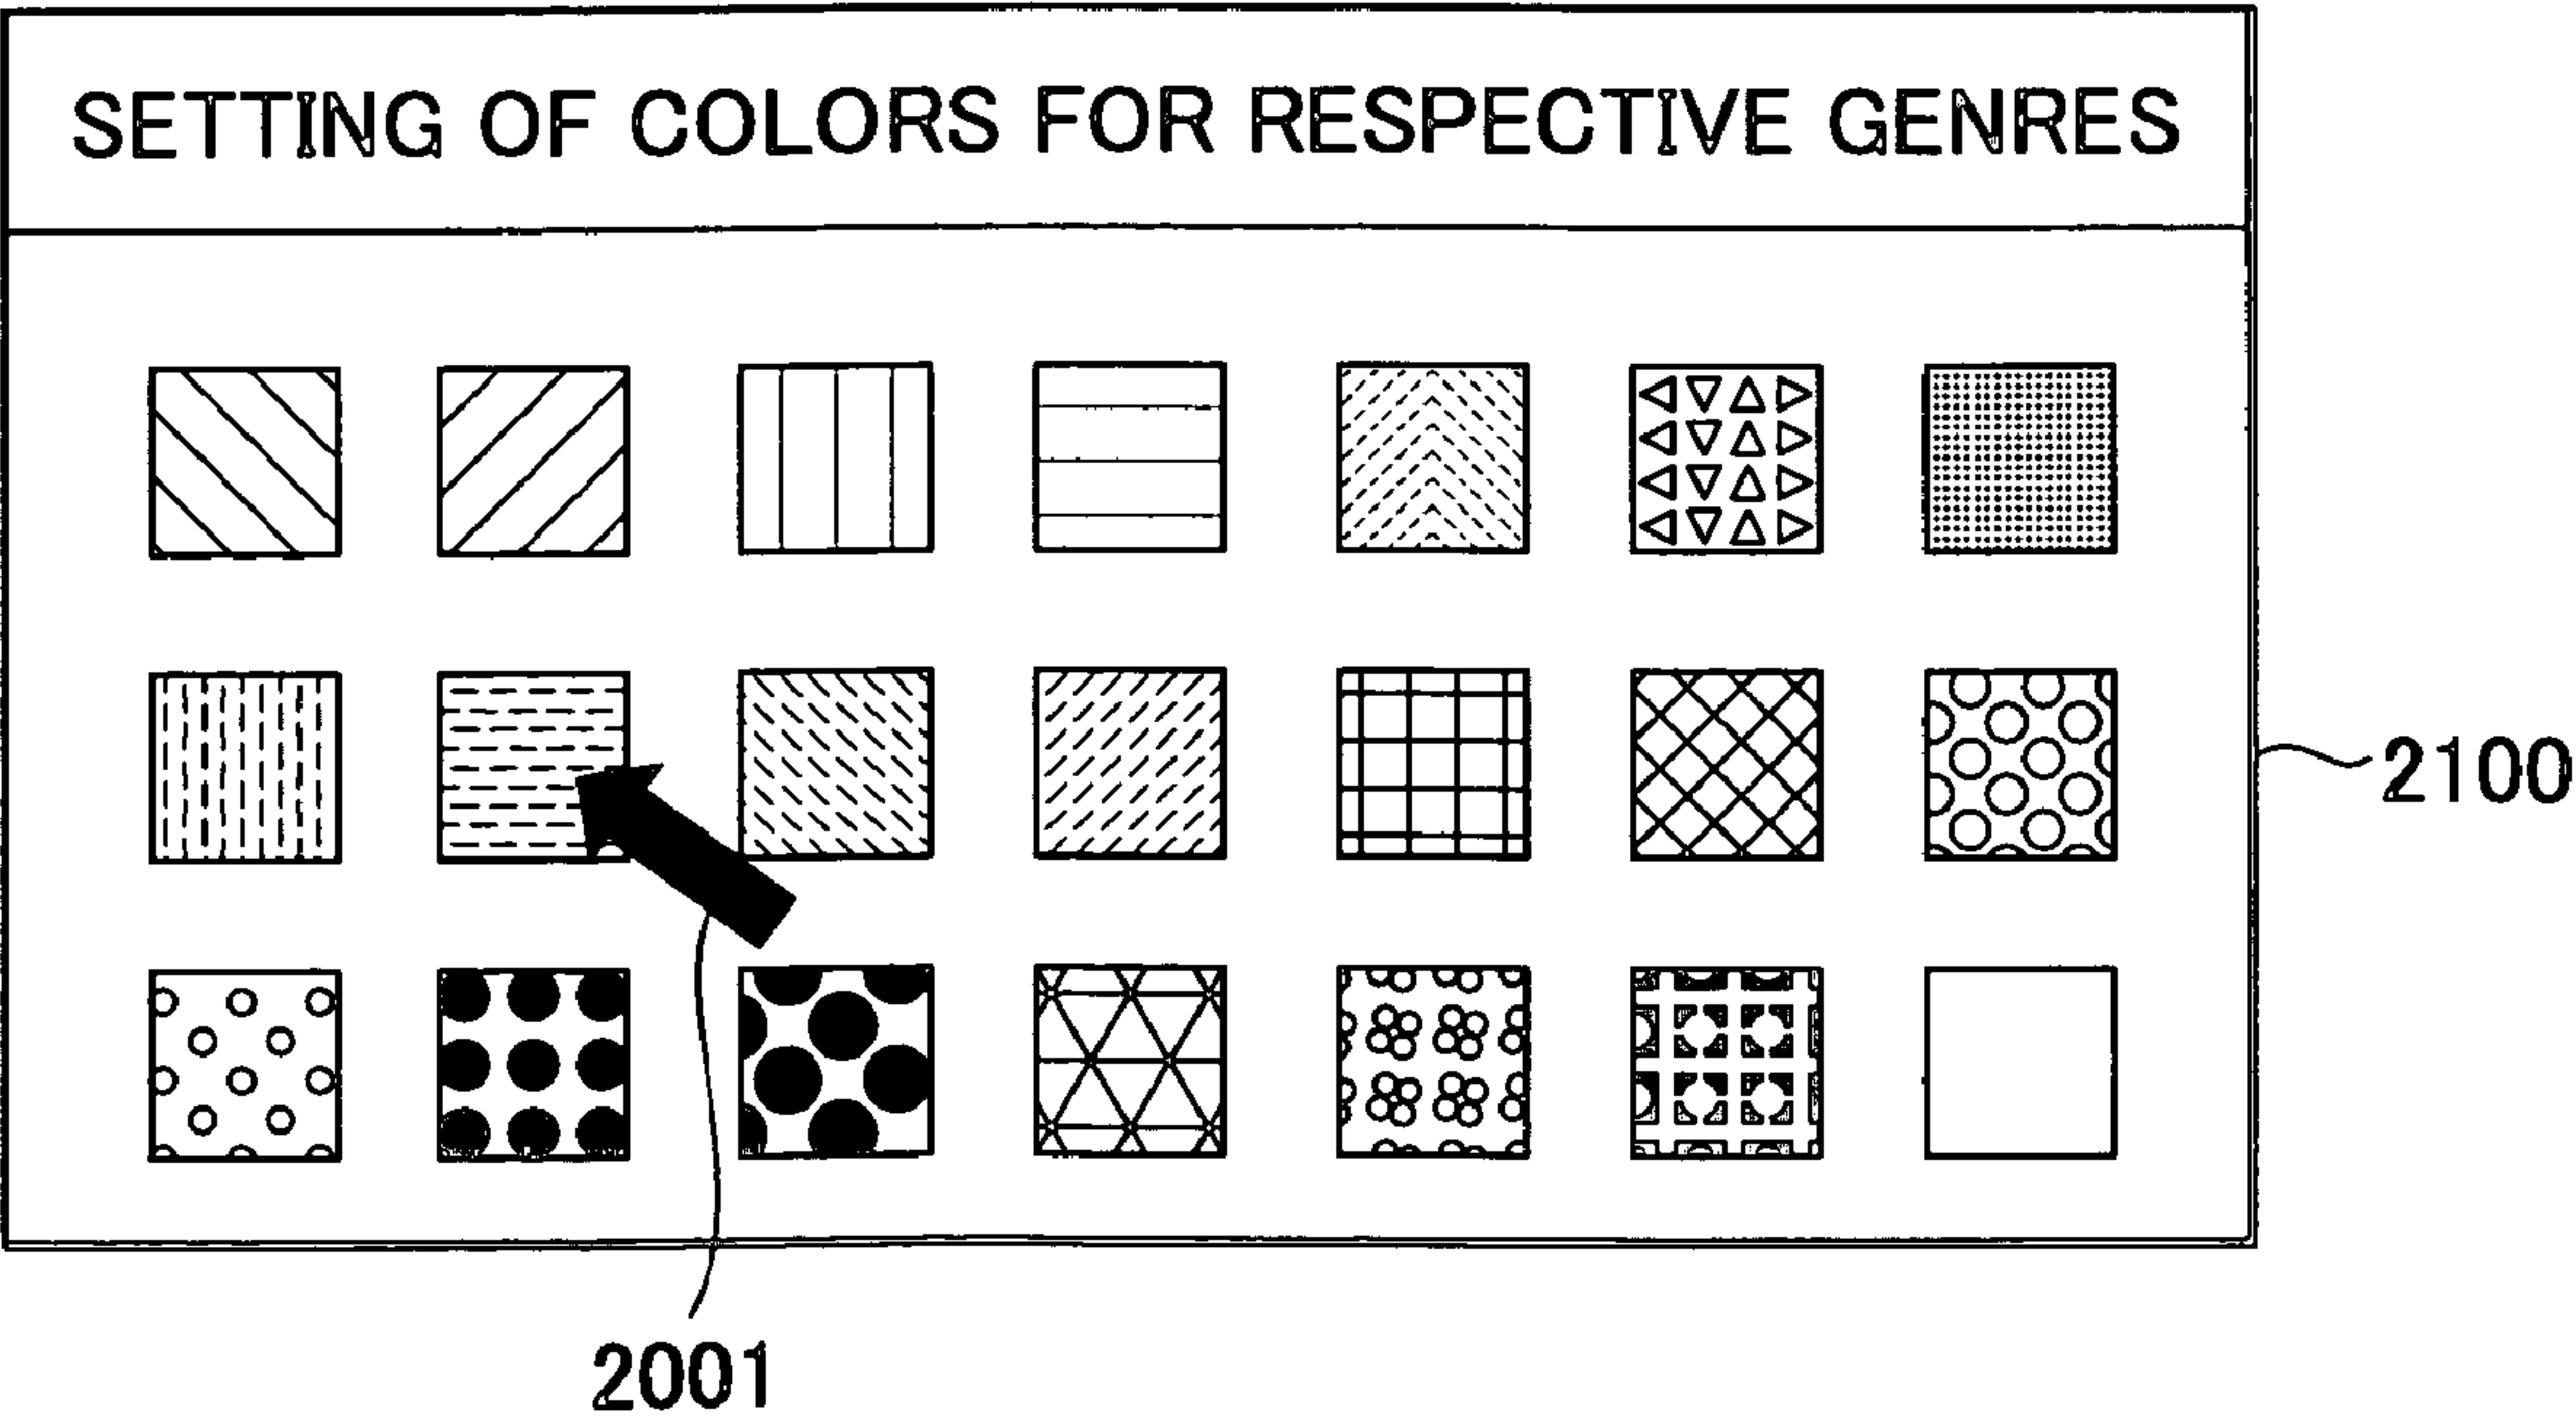 SETTING OF COLORS FOR RESPECTIVE GENRES
2100
2001